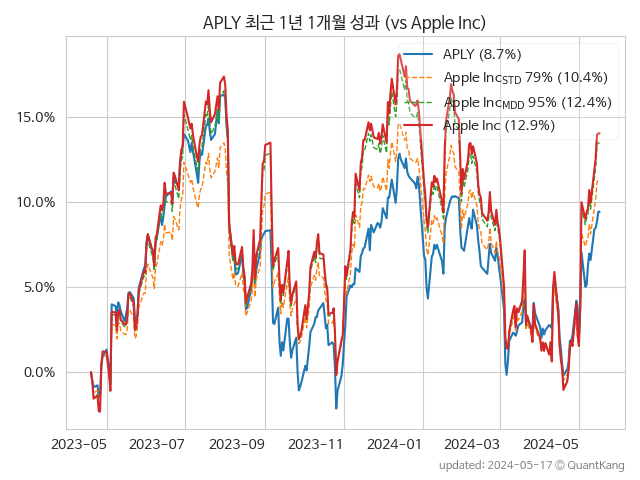 APLY 최근 1년 1개월 성과 (vs Apple Inc)
APLY (8.7%)
Apple Inc_STD 79% (10.4%)
Apple Inc_MDD 95% (12.4%)
Apple Inc (12.9%)
15.0%
10.0%
5.0%
0.0%
2023-05 2023-07 2023-09 2023-11 2024-01 2024-03 2024-05
updated: 2024-05-17 © QuantKang